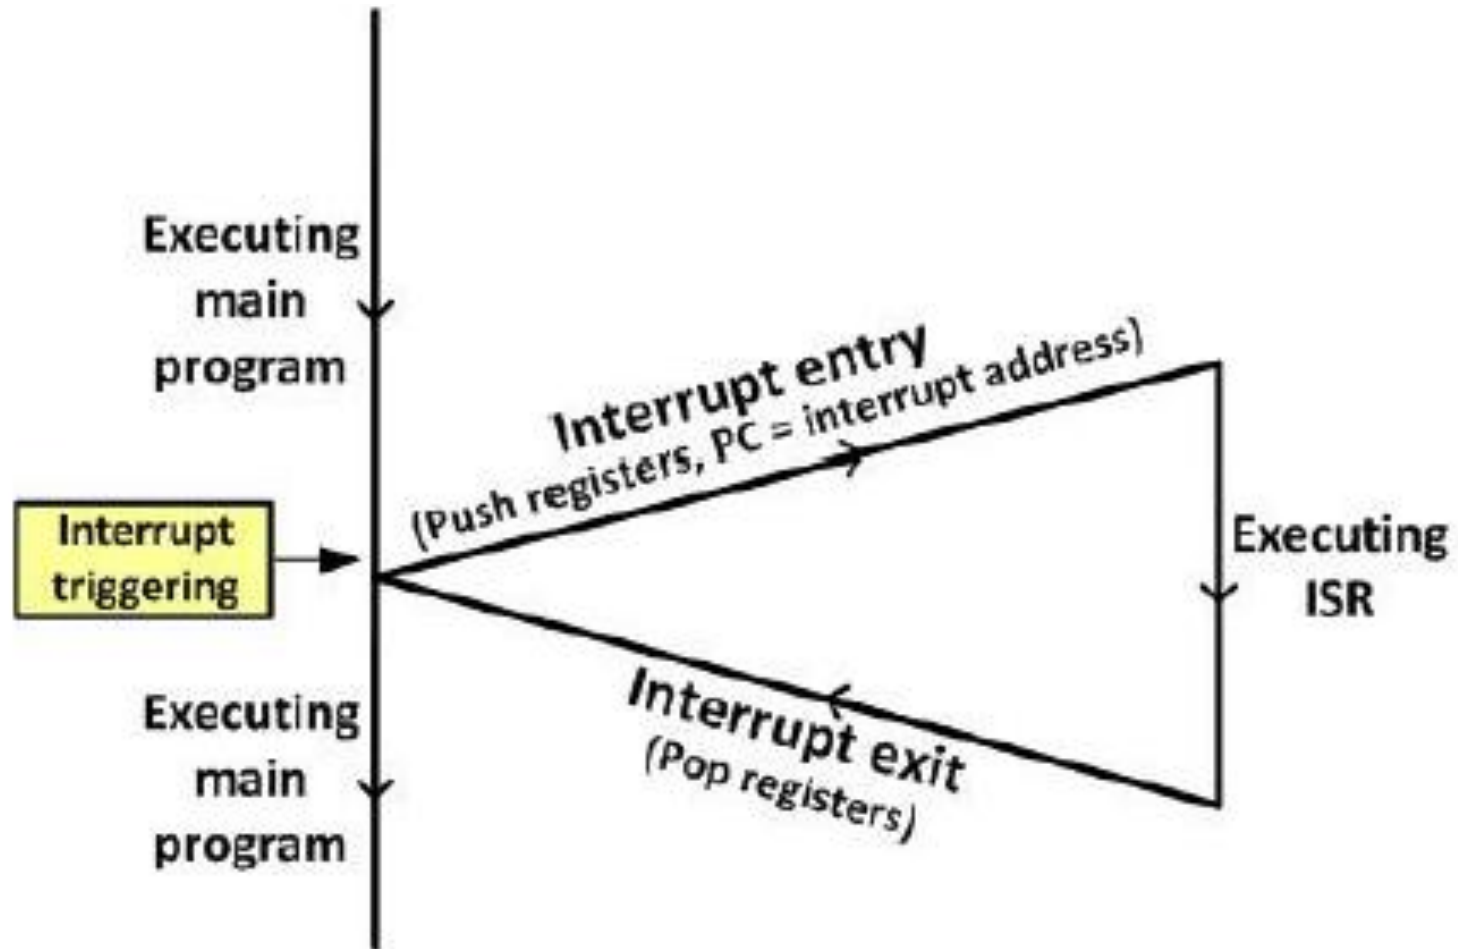 Executing
main
program
Interrupt entry
(Push registers, PC = interrupt address)
Interrupt
triggering
Executing
ISR
Interrupt exit
(Pop registers)
Executing
main
program